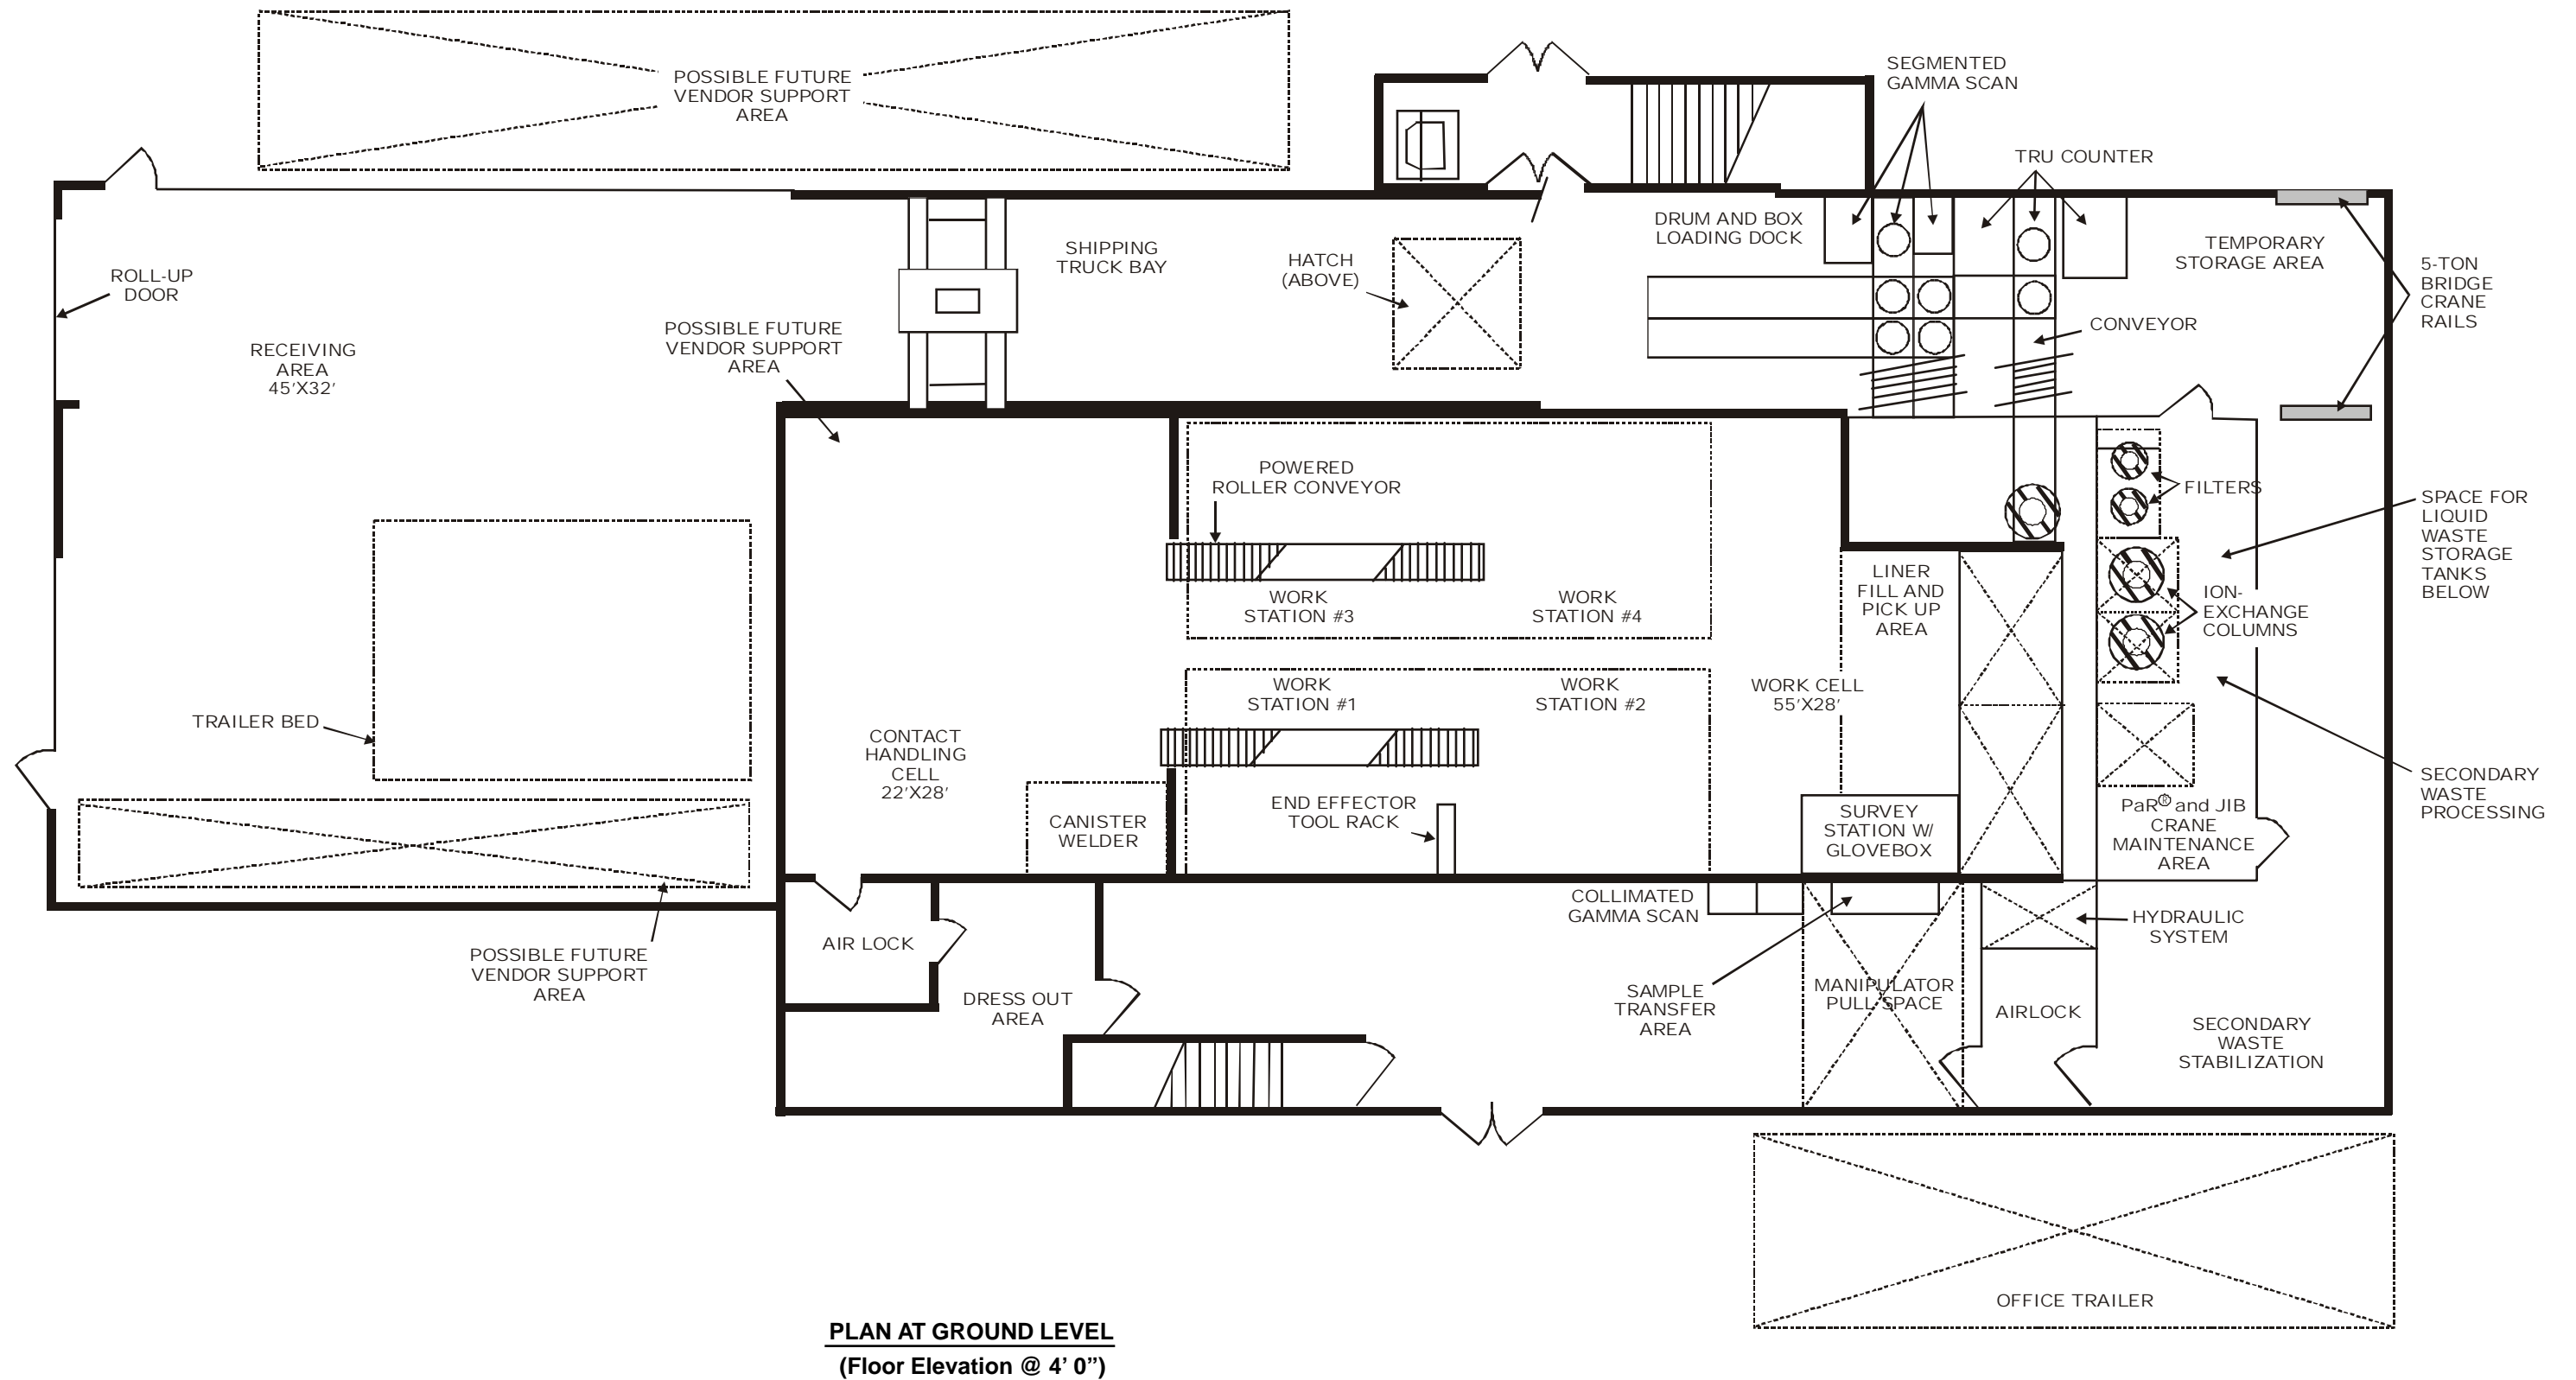 POSSIBLE FUTURE
VENDOR SUPPORT
AREA
SEGMENTED
GAMMA SCAN
TRU COUNTER
DRUM AND BOX
LOADING DOCK
TEMPORARY
STORAGE AREA
SHIPPING
TRUCK BAY
HATCH
(ABOVE)
5-TON
BRIDGE
CRANE
RAILS
ROLL-UP
DOOR
CONVEYOR
POSSIBLE FUTURE
VENDOR SUPPORT
AREA
RECEIVING
AREA
45'X32'
POWERED
ROLLER CONVEYOR
FILTERS
SPACE FOR
LIQUID
WASTE
STORAGE
TANKS
BELOW
LINER
FILL AND
PICK UP
AREA
WORK
STATION #3
WORK
STATION #4
ION-
EXCHANGE
COLUMNS
WORK
STATION #1
WORK
STATION #2
WORK CELL
55'X28'
TRAILER BED
CONTACT
HANDLING
CELL
22'X28'
SECONDARY
WASTE
PROCESSING
CANISTER
WELDER
END EFFECTOR
TOOL RACK
SURVEY
STATION W/
GLOVEBOX
PaR® and JIB
CRANE
MAINTENANCE
AREA
COLLIMATED
GAMMA SCAN
HYDRAULIC
SYSTEM
AIR LOCK
POSSIBLE FUTURE
VENDOR SUPPORT
AREA
DRESS OUT
AREA
SAMPLE
TRANSFER
AREA
MANIPULATOR
PULL SPACE
AIRLOCK
SECONDARY
WASTE
STABILIZATION
OFFICE TRAILER
PLAN AT GROUND LEVEL
(Floor Elevation @ 4’ 0”)